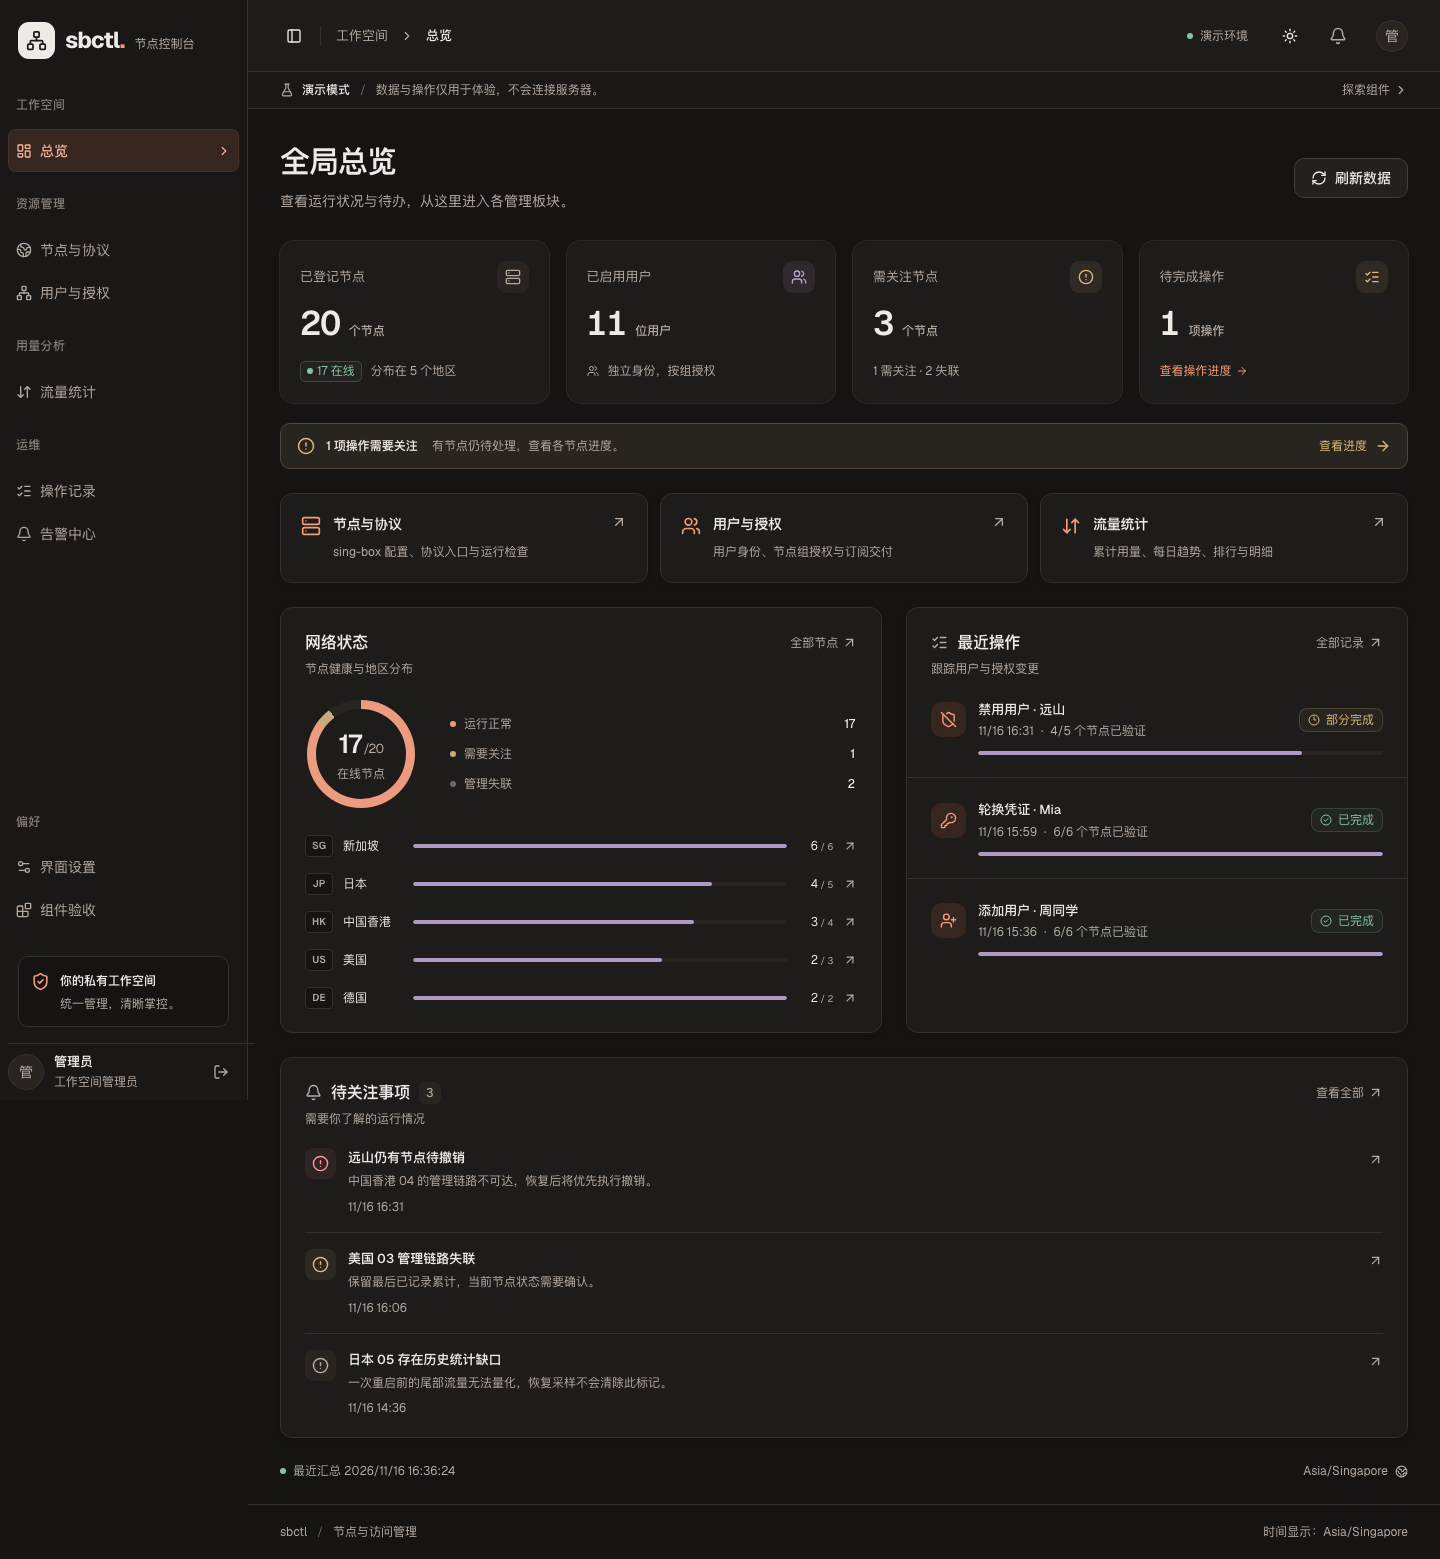 sbctl. 节点控制台
工作空间
总览
资源管理
节点与协议
用户与授权
用量分析
流量统计
运维
操作记录
告警中心
偏好
界面设置
组件验收
你的私有工作空间
统一管理，清晰掌控。
管
管理员
工作空间管理员
工作空间 总览
演示环境
管
演示模式 / 数据与操作仅用于体验，不会连接服务器。
探索组件
全局总览
查看运行状况与待办，从这里进入各管理板块。
刷新数据
已登记节点
20 个节点
17 在线 分布在 5 个地区
已启用用户
11 位用户
独立身份，按组授权
需关注节点
3 个节点
1 需关注 · 2 失联
待完成操作
1 项操作
查看操作进度
1 项操作需要关注 有节点仍待处理，查看各节点进度。
查看进度
节点与协议
sing-box 配置、协议入口与运行检查
用户与授权
用户身份、节点组授权与订阅交付
流量统计
累计用量、每日趋势、排行与明细
网络状态
全部节点
节点健康与地区分布
17/20
在线节点
运行正常 17
需要关注 1
管理失联 2
SG 新加坡 6 / 6
JP 日本 4 / 5
HK 中国香港 3 / 4
US 美国 2 / 3
DE 德国 2 / 2
最近操作
全部记录
跟踪用户与授权变更
禁用用户 · 远山
11/16 16:31 · 4/5 个节点已验证
部分完成
轮换凭证 · Mia
11/16 15:59 · 6/6 个节点已验证
已完成
添加用户 · 周同学
11/16 15:36 · 6/6 个节点已验证
已完成
待关注事项 3
查看全部
需要你了解的运行情况
远山仍有节点待撤销
中国香港 04 的管理链路不可达，恢复后将优先执行撤销。
11/16 16:31
美国 03 管理链路失联
保留最后已记录累计，当前节点状态需要确认。
11/16 16:06
日本 05 存在历史统计缺口
一次重启前的尾部流量无法量化，恢复采样不会清除此标记。
11/16 14:36
最近汇总 2026/11/16 16:36:24
Asia/Singapore
sbctl / 节点与访问管理
时间显示：Asia/Singapore